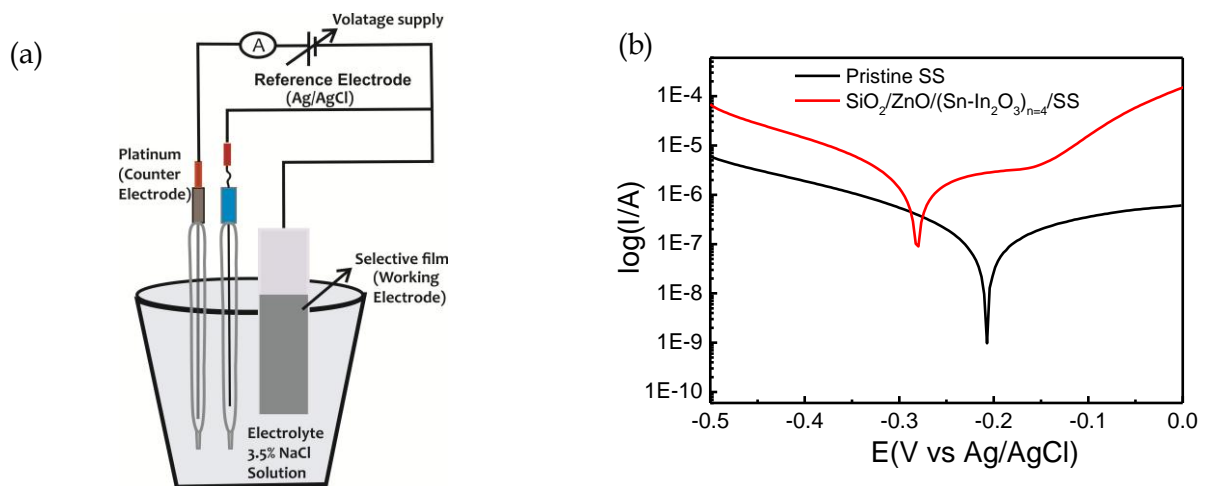 (a)
Volatage supply
A
Reference Electrode
(Ag/AgCl)
Platinum
(Counter
Electrode)
Selective film
(Working
Electrode)
Electrolyte
3.5% NaCl
Solution
(b)
Pristine SS
SiO₂/ZnO/(Sn-In₂O₃)ₙ₌₄/SS
log(I/A)
1E-4
1E-5
1E-6
1E-7
1E-8
1E-9
1E-10
-0.5 -0.4 -0.3 -0.2 -0.1 0.0
E(V vs Ag/AgCl)